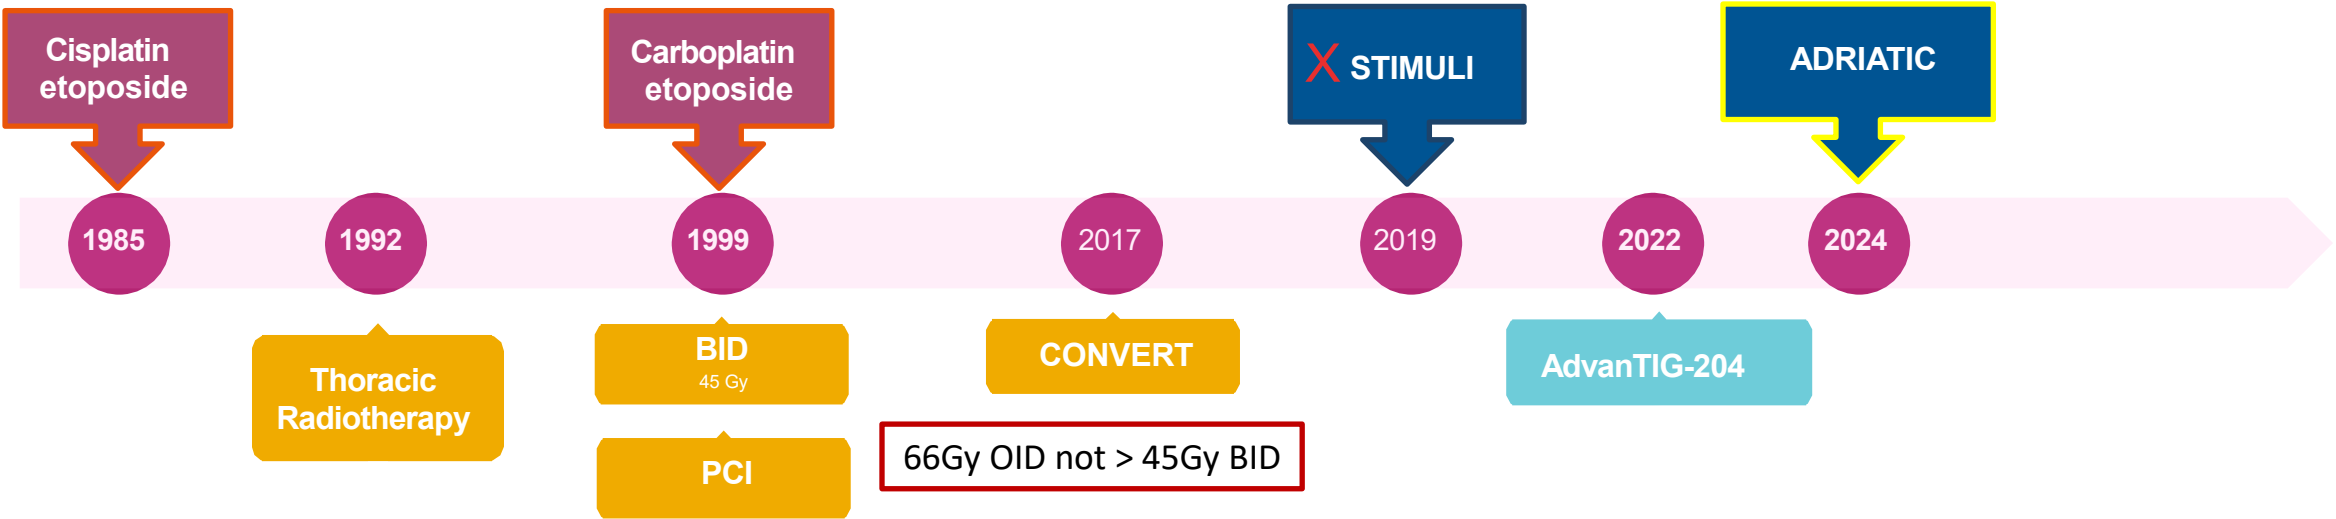 Cisplatin
etoposide
Carboplatin
etoposide
X STIMULI
ADRIATIC
1985
1992
1999
2017
2019
2022
2024
Thoracic
Radiotherapy
BID
45 Gy
PCI
CONVERT
66Gy OID not > 45Gy BID
AdvanTIG-204